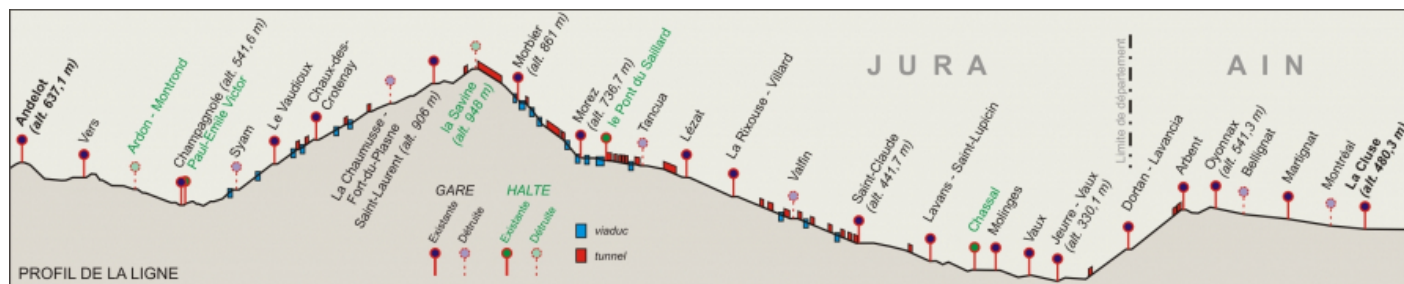 Andelot
(alt. 637,1 m)
Vers
Ardon - Montrond
Champagnole (alt. 541,6 m)
Paul-Emile Victor
Syam
Le Vaudioux
Chaux-des-
Crotenay
La Chaumusse -
Fort-du-Plasne
Saint-Laurent (alt. 906 m)
la Savine
(alt. 948 m)
Morbier
(alt. 861 m)
Morez
(alt. 736,7 m)
le Pont du Saillard
Tancua
Lézat
La Rixouse - Villard
Valfin
Saint-Claude
(alt. 441,7 m)
Lavans - Saint-Lupicin
Chassal
Molinges
Vaux
Jeurre - Vaux
(alt. 330,1 m)
Dortan - Lavancia
Arbent
Oyonnax
(alt. 541,3 m)
Bellignat
Martignat
Montréal
La Cluse
(alt. 480,3 m)
JURA
Limite de département
AIN
GARE
HALTE
Existante
Détruite
Existante
Détruite
viaduc
tunnel
PROFIL DE LA LIGNE